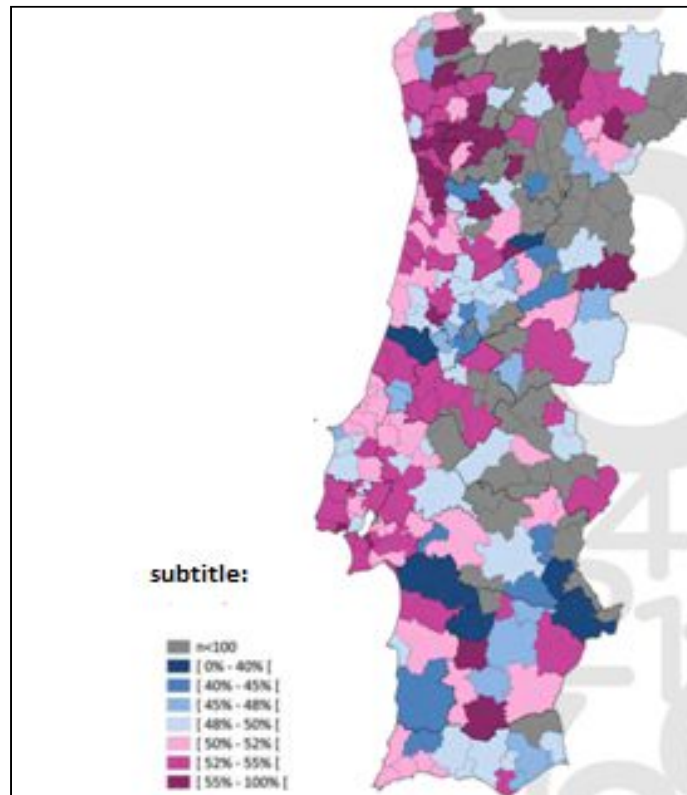 subtitle:
n<100
[ 0% - 40% [
[ 40% - 45% [
[ 45% - 48% [
[ 48% - 50% [
[ 50% - 52% [
[ 52% - 55% [
[ 55% - 100% [